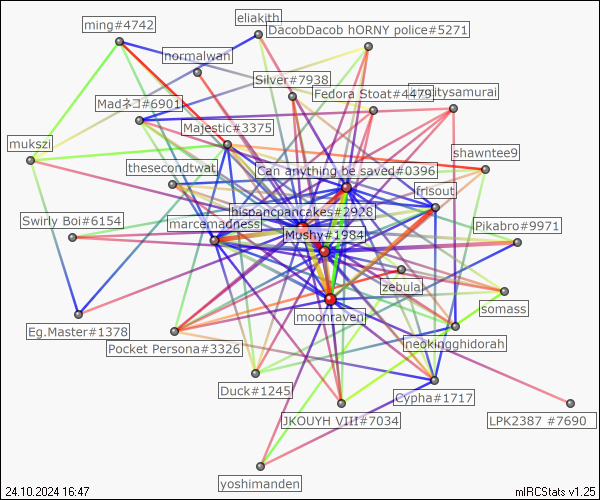 eliakith
ming#4742
DacobDacob hORNY police#5271
normalwan
Silver#7938
Fedora Stoat#4479
itysamurai
Madネコ#6901
Majestic#3375
mukszi
shawntee9
thesecondtwat
Can anything be saved#0396
frisout
Swirly Boi#6154
marcemadness
hispancpancakes#2928
Mushy#1984
Pikabro#9971
zebula
somass
moonraven
Eg.Master#1378
Pocket Persona#3326
neokingghidorah
Duck#1245
Cypha#1717
JKOUYH VIII#7034
LPK2387 #7690
yoshimanden
24.10.2024 16:47
mIRCStats v1.25